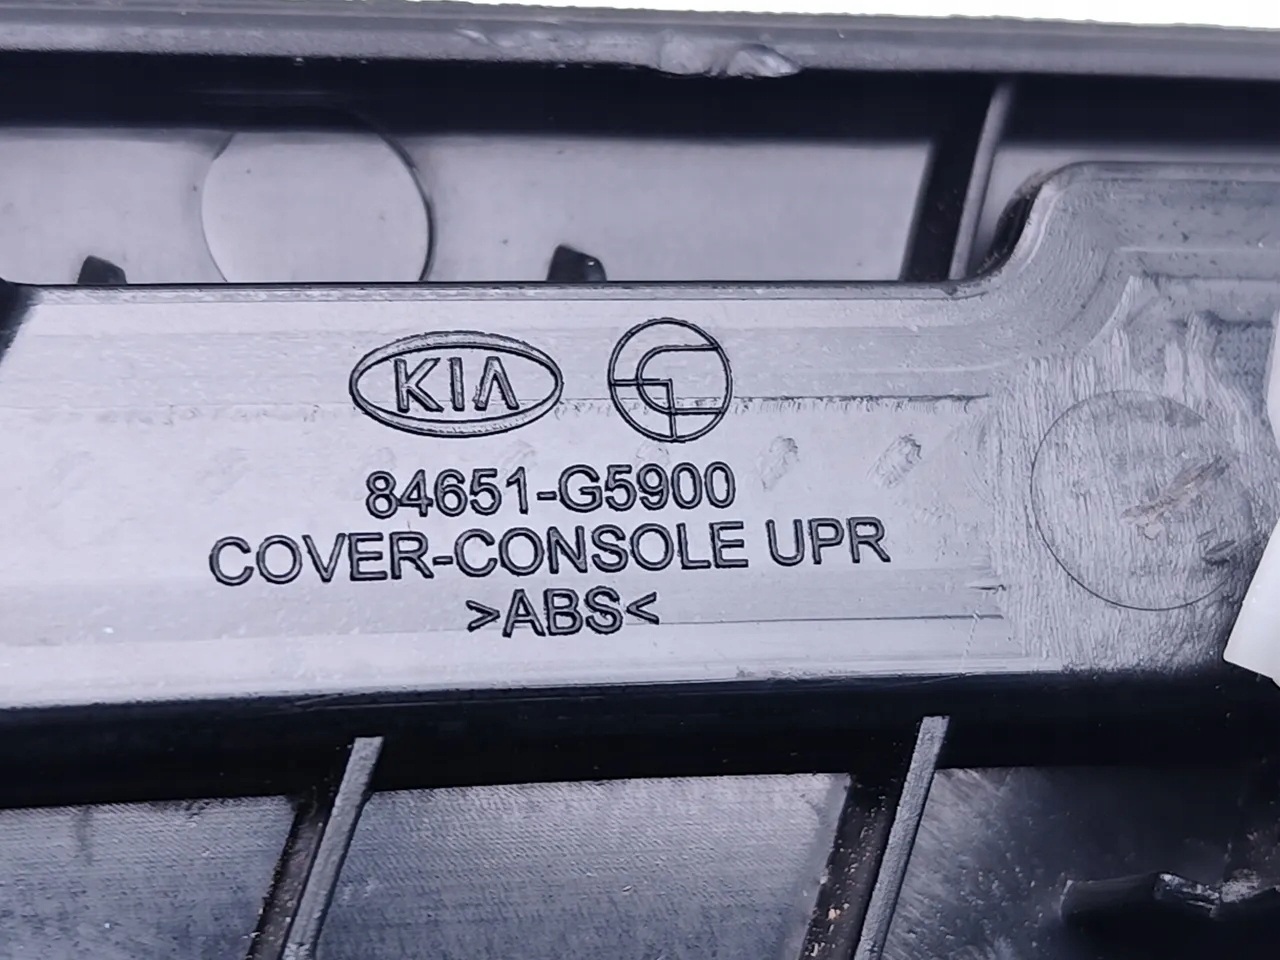 KIA
84651-G5900
COVER-CONSOLE UPR
>ABS<